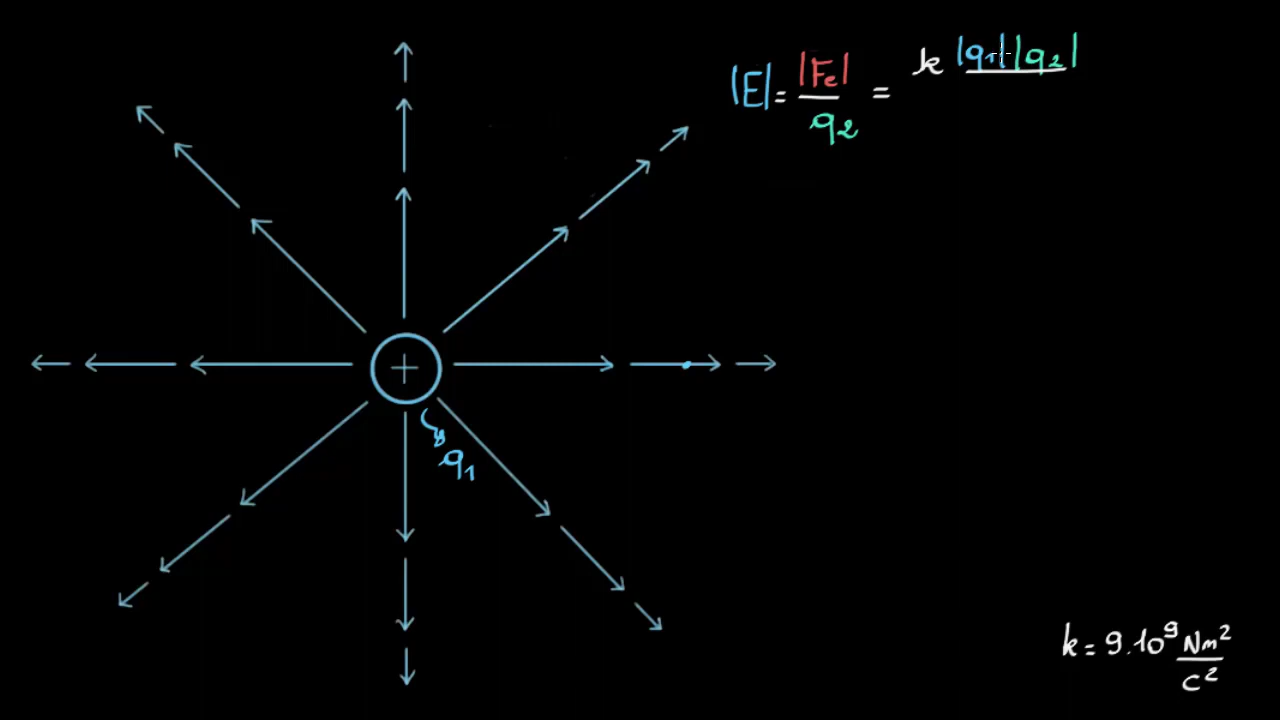 |E| = |Fe| / q2 = k |q1||q2|
+
q1
k = 9.10⁹ Nm² / C²